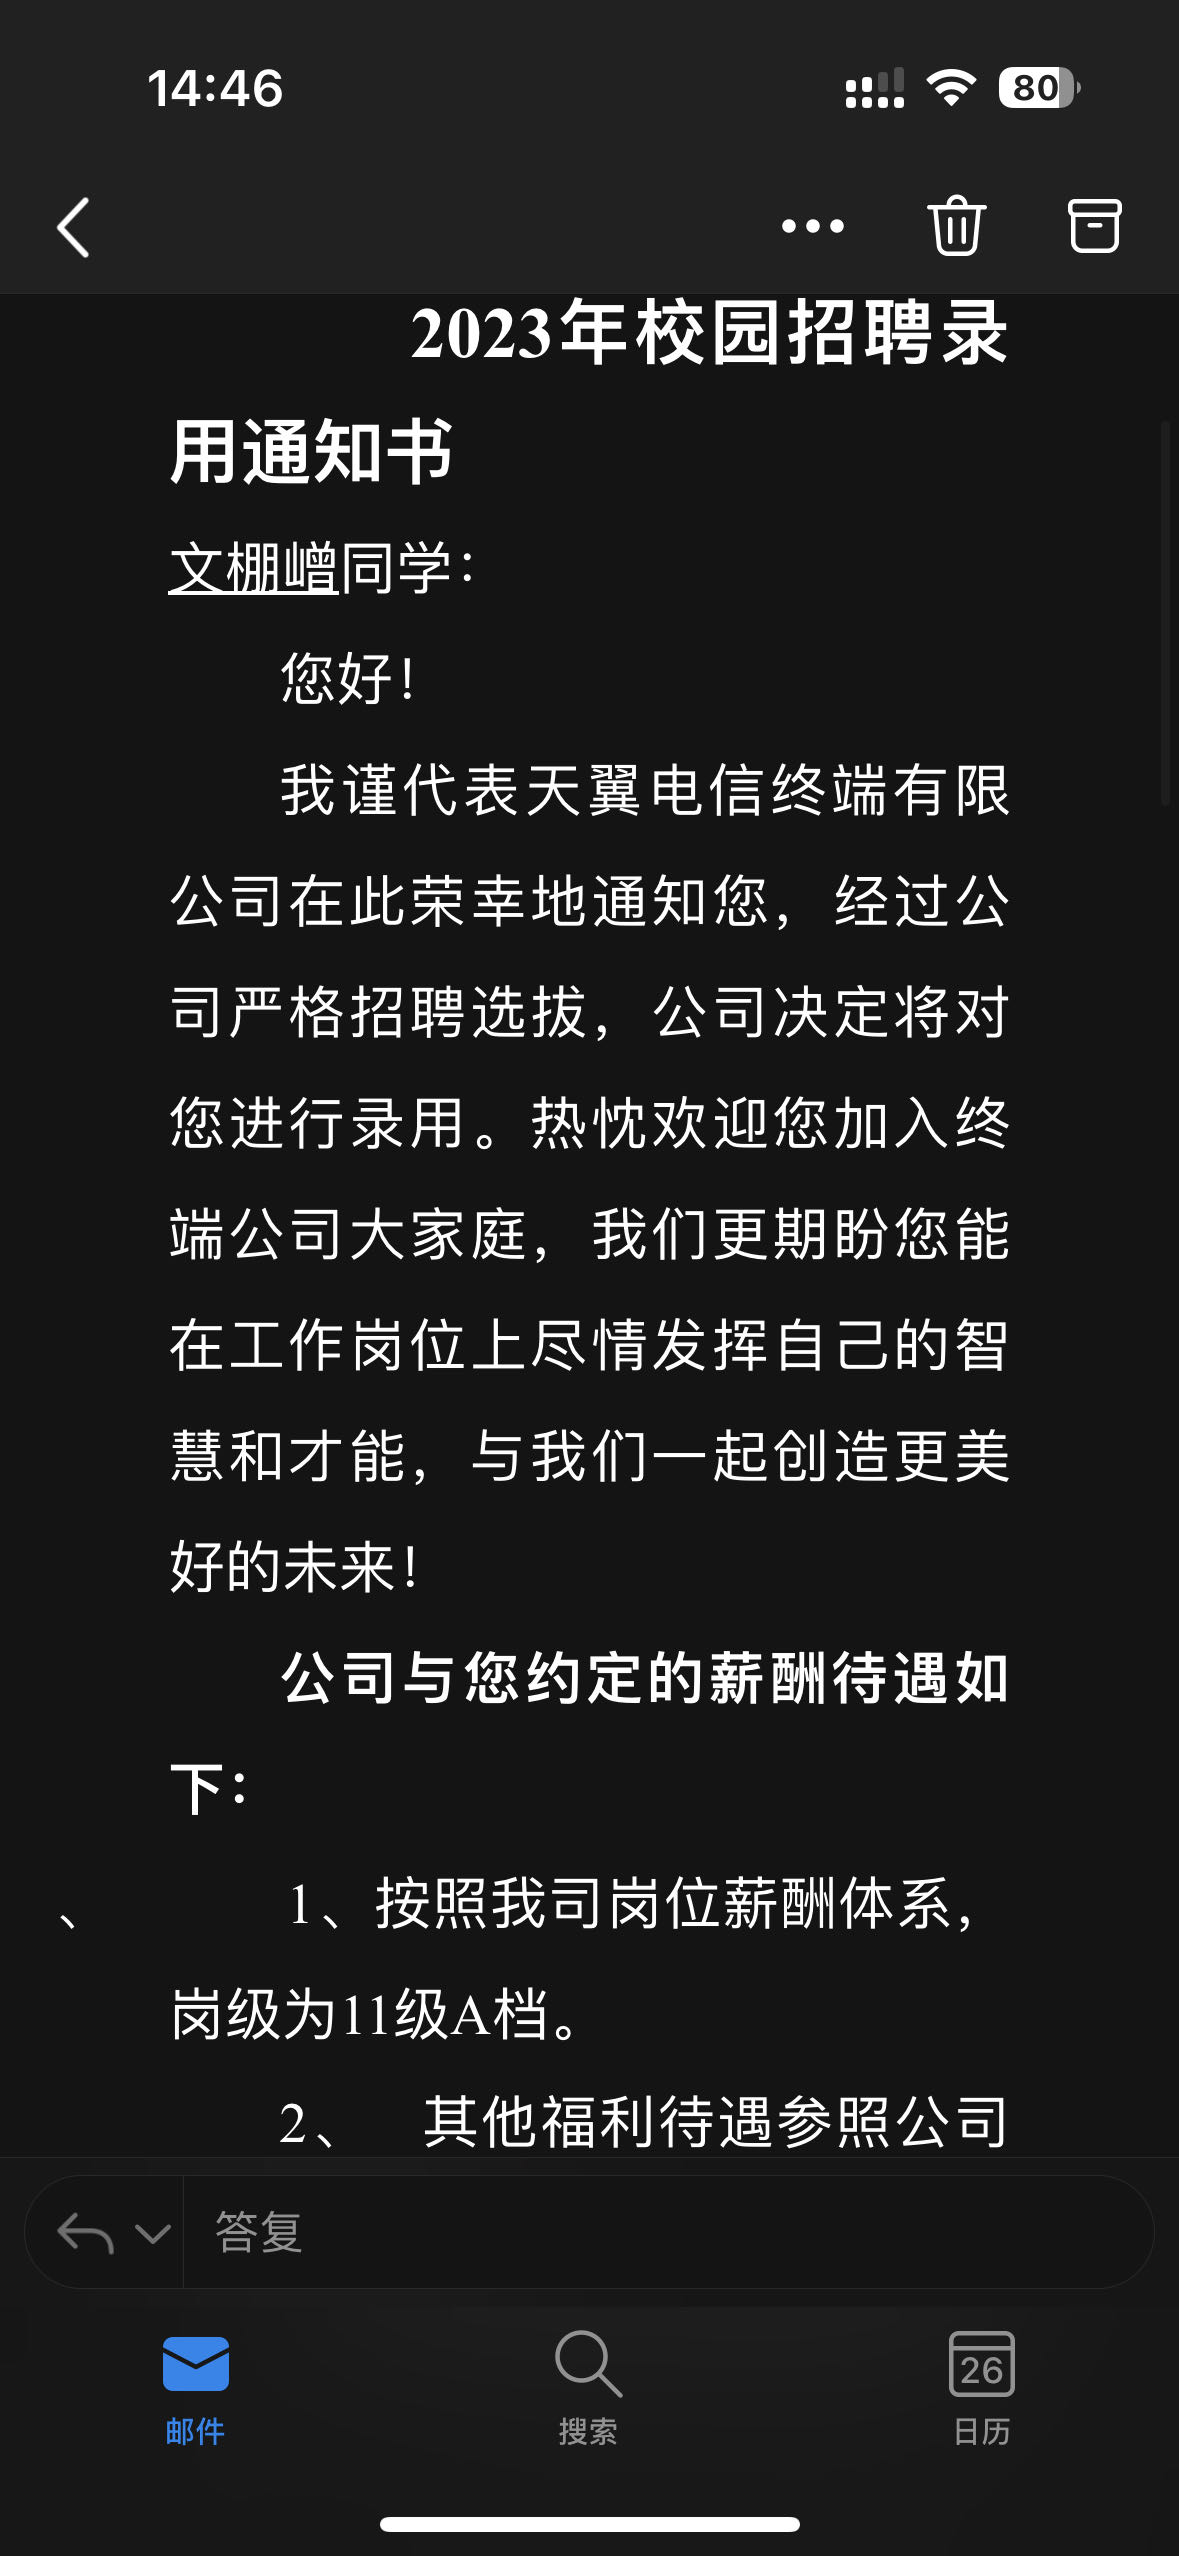 14:46
80
2023年校园招聘录
用通知书
文棚嶒同学：
您好！
我谨代表天翼电信终端有限
公司在此荣幸地通知您，经过公
司严格招聘选拔，公司决定将对
您进行录用。热忱欢迎您加入终
端公司大家庭，我们更期盼您能
在工作岗位上尽情发挥自己的智
慧和才能，与我们一起创造更美
好的未来！
公司与您约定的薪酬待遇如
下：
、 1、按照我司岗位薪酬体系，
岗级为11级A档。
2、 其他福利待遇参照公司
答复
26
邮件 搜索 日历